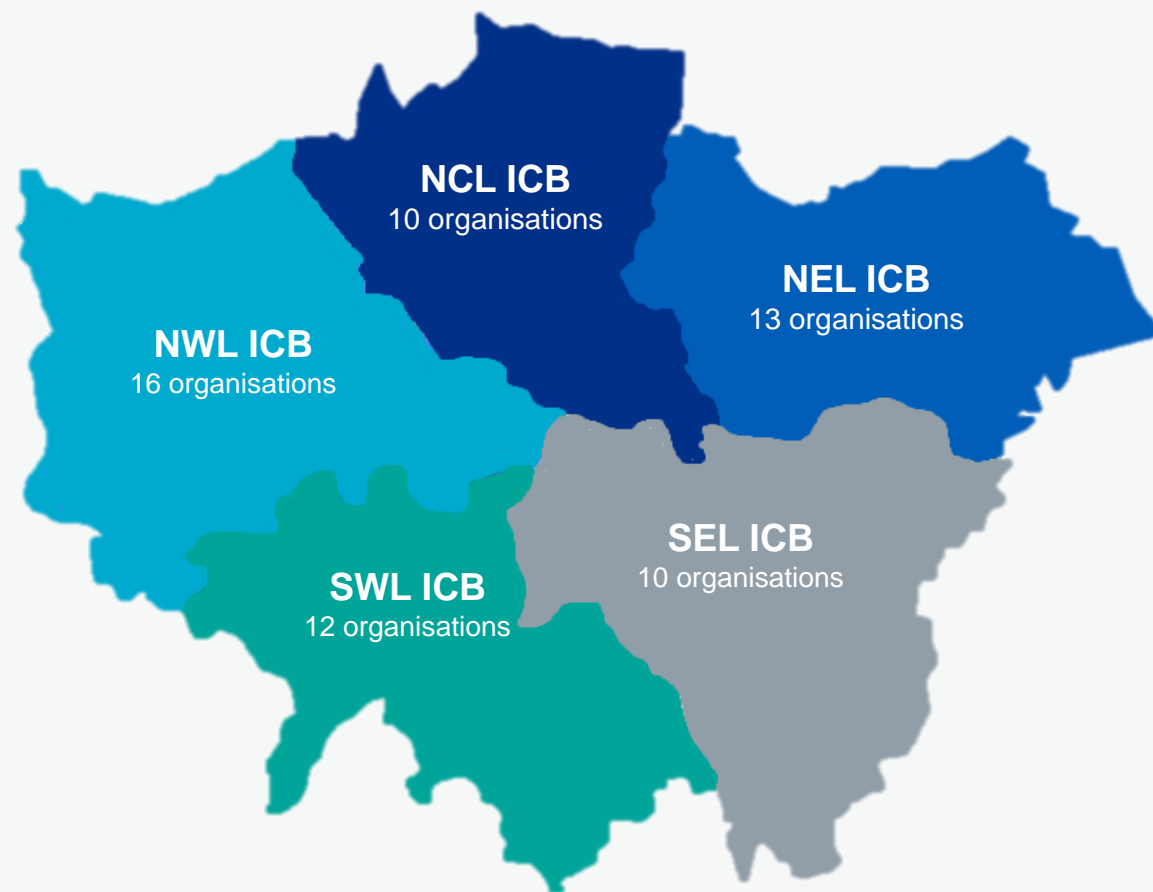 NCL ICB
10 organisations
NEL ICB
13 organisations
NWL ICB
16 organisations
SEL ICB
10 organisations
SWL ICB
12 organisations